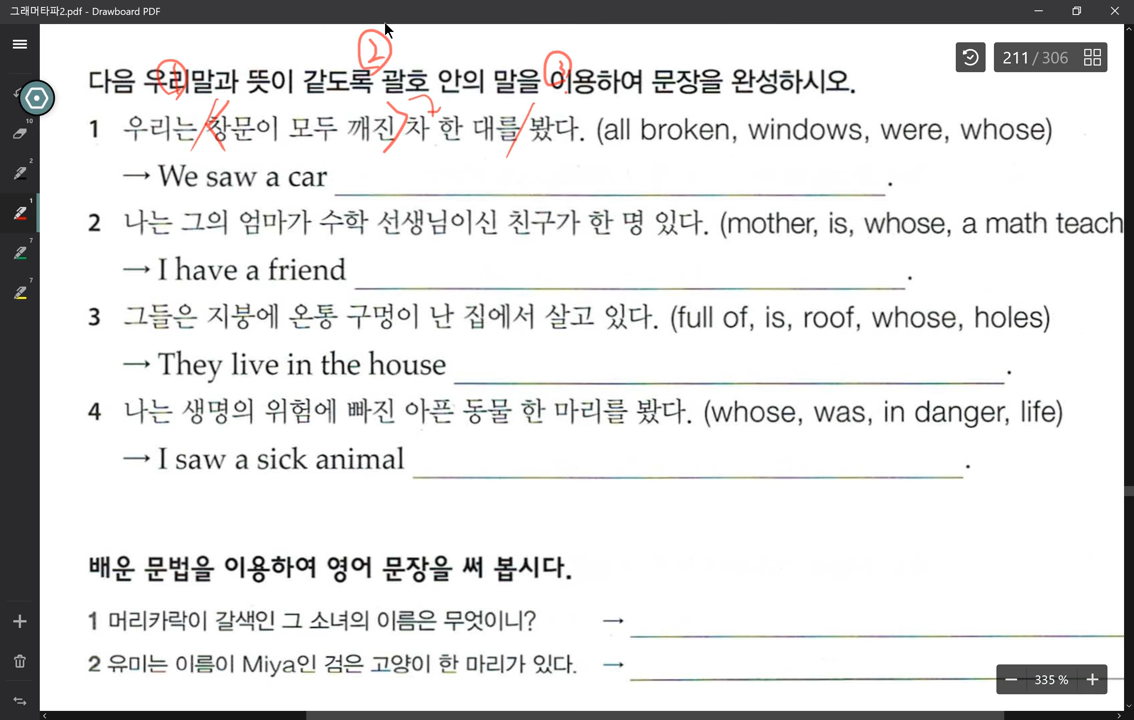 그래머타파2.pdf - Drawboard PDF
211 / 306
② 
① ③
다음 우리말과 뜻이 같도록 괄호 안의 말을 이용하여 문장을 완성하시오.
1 우리는 창문이 모두 깨진 차 한 대를 봤다. (all broken, windows, were, whose)
→ We saw a car .
2 나는 그의 엄마가 수학 선생님이신 친구가 한 명 있다. (mother, is, whose, a math teach
→ I have a friend .
3 그들은 지붕에 온통 구멍이 난 집에서 살고 있다. (full of, is, roof, whose, holes)
→ They live in the house .
4 나는 생명의 위험에 빠진 아픈 동물 한 마리를 봤다. (whose, was, in danger, life)
→ I saw a sick animal .
배운 문법을 이용하여 영어 문장을 써 봅시다.
1 머리카락이 갈색인 그 소녀의 이름은 무엇이니? →
2 유미는 이름이 Miya인 검은 고양이 한 마리가 있다. →
335 %
10
2
1
7
7